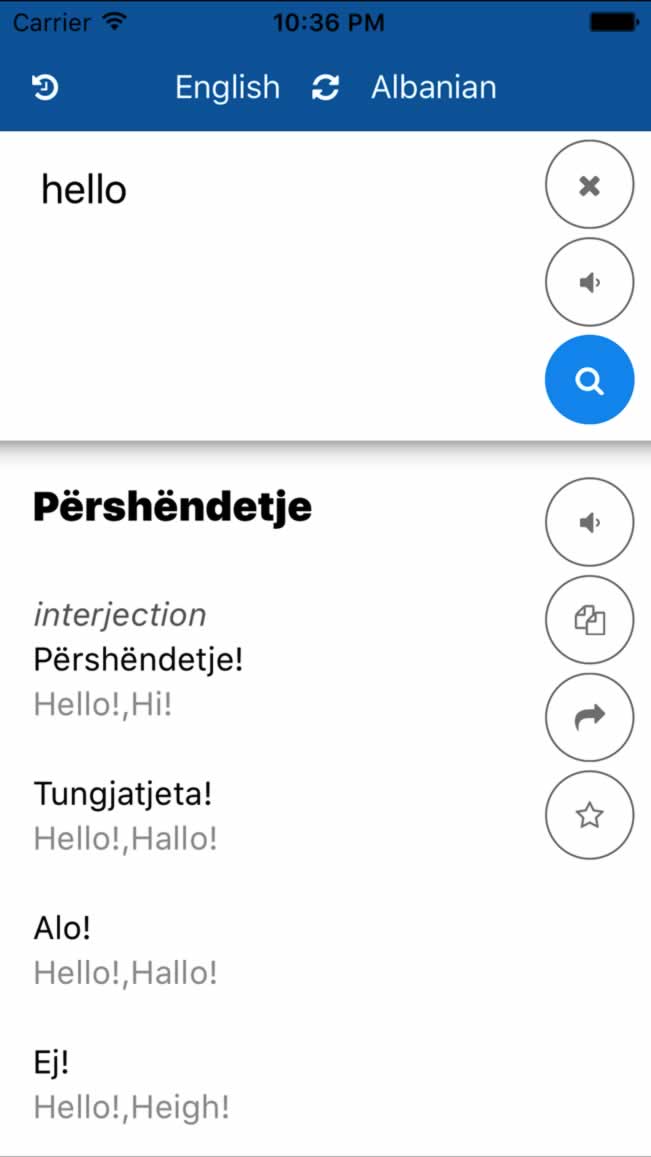 Carrier 10:36 PM
English Albanian
hello
Përshëndetje
interjection
Përshëndetje!
Hello!,Hi!
Tungjatjeta!
Hello!,Hallo!
Alo!
Hello!,Hallo!
Ej!
Hello!,Heigh!